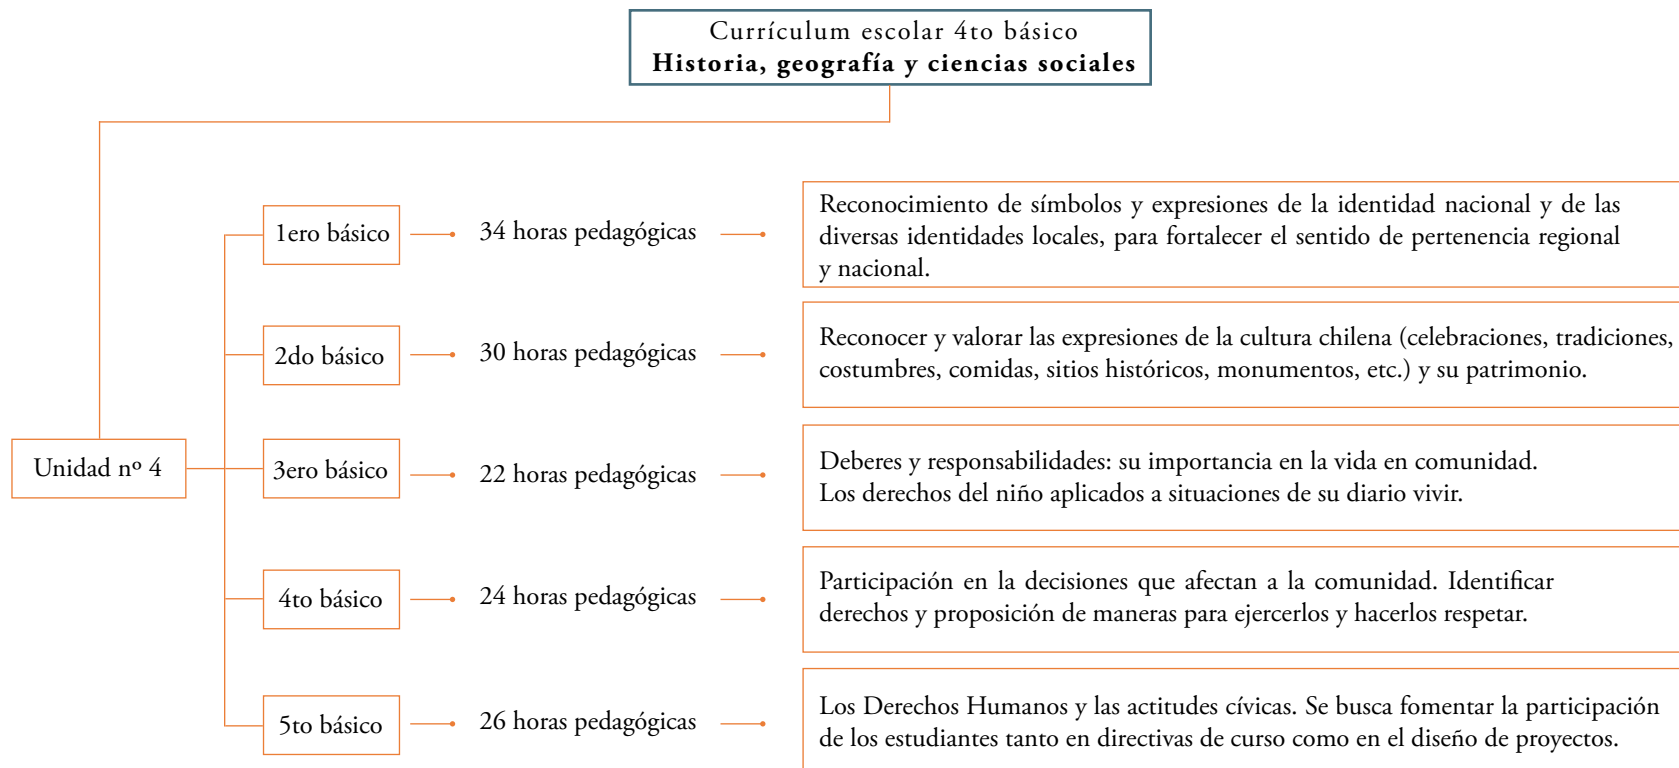 Currículum escolar 4to básico
Historia, geografía y ciencias sociales
Unidad nº 4
1ero básico
34 horas pedagógicas
Reconocimiento de símbolos y expresiones de la identidad nacional y de las
diversas identidades locales, para fortalecer el sentido de pertenencia regional
y nacional.
2do básico
30 horas pedagógicas
Reconocer y valorar las expresiones de la cultura chilena (celebraciones, tradiciones,
costumbres, comidas, sitios históricos, monumentos, etc.) y su patrimonio.
3ero básico
22 horas pedagógicas
Deberes y responsabilidades: su importancia en la vida en comunidad.
Los derechos del niño aplicados a situaciones de su diario vivir.
4to básico
24 horas pedagógicas
Participación en la decisiones que afectan a la comunidad. Identificar
derechos y proposición de maneras para ejercerlos y hacerlos respetar.
5to básico
26 horas pedagógicas
Los Derechos Humanos y las actitudes cívicas. Se busca fomentar la participación
de los estudiantes tanto en directivas de curso como en el diseño de proyectos.